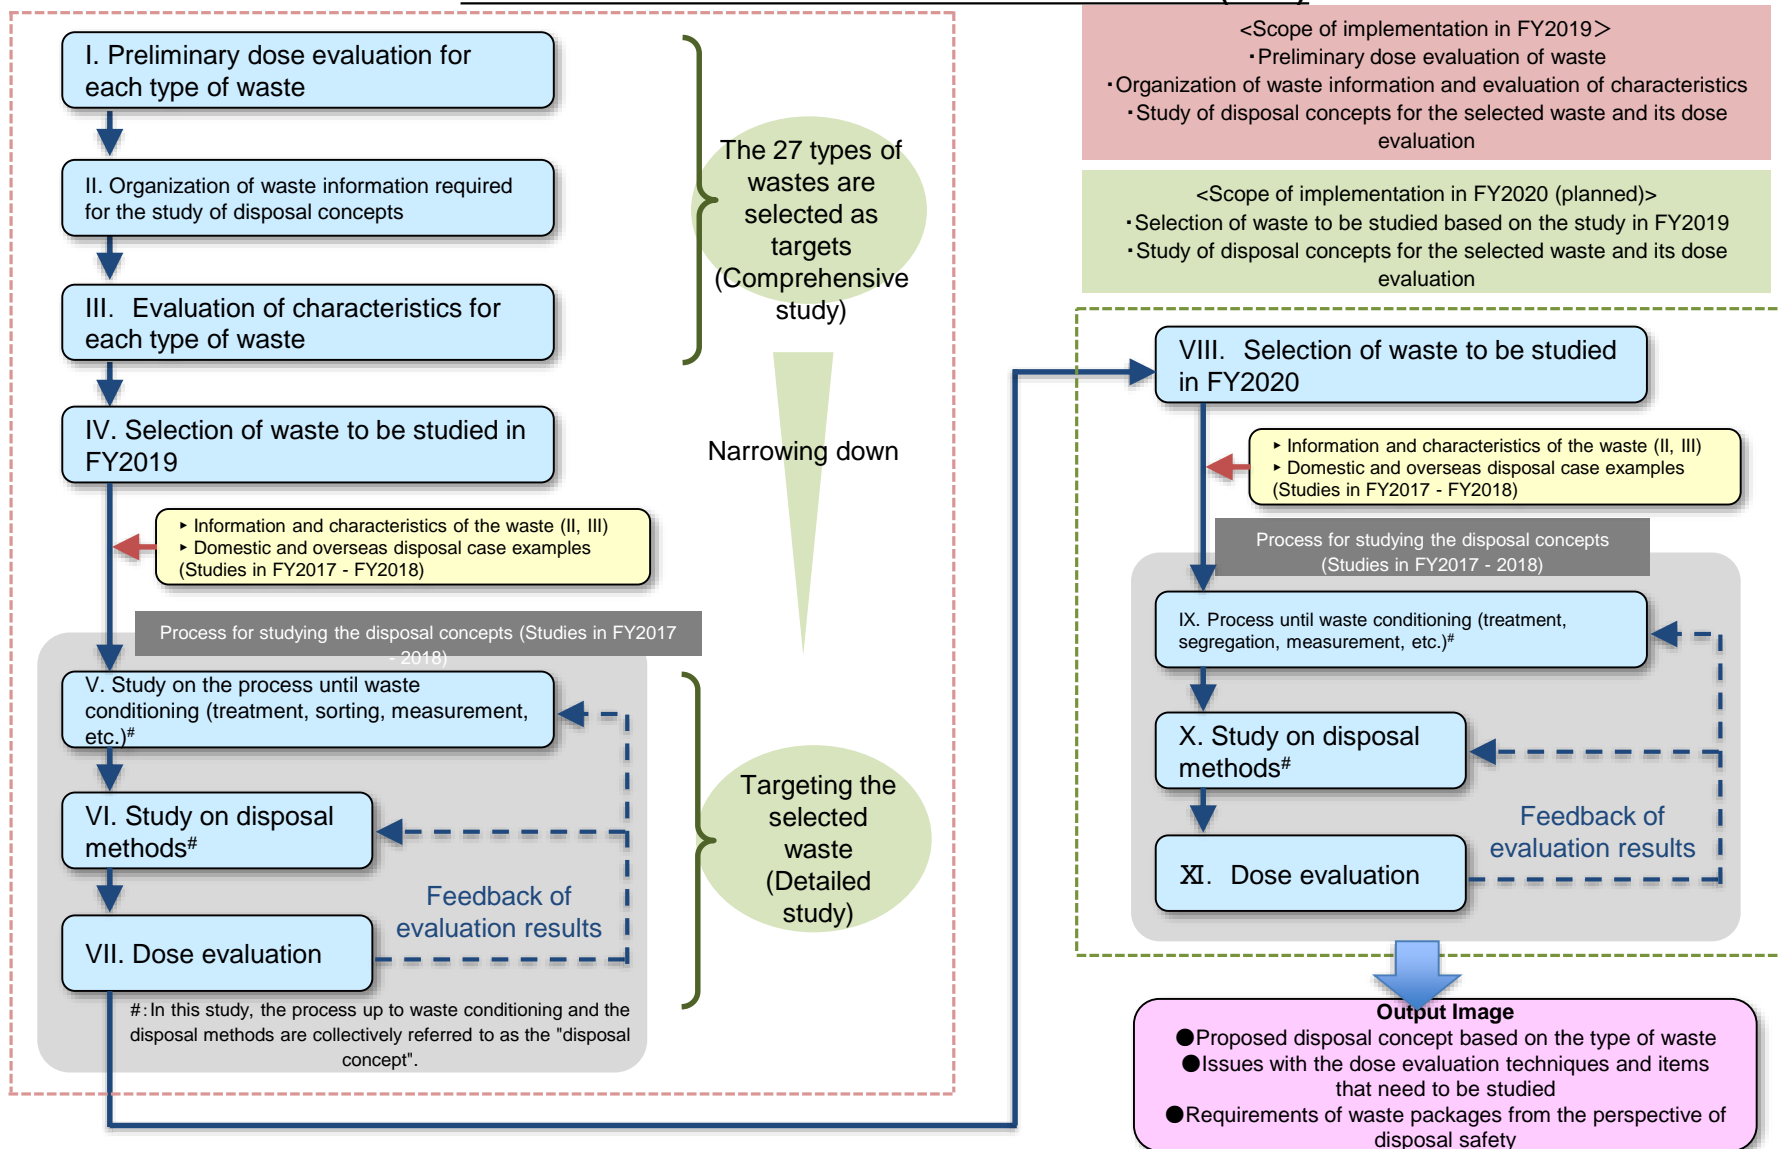 I. Preliminary dose evaluation for
each type of waste
II. Organization of waste information required
for the study of disposal concepts
III. Evaluation of characteristics for
each type of waste
IV. Selection of waste to be studied in
FY2019
▸ Information and characteristics of the waste (II, III)
▸ Domestic and overseas disposal case examples
(Studies in FY2017 - FY2018)
Process for studying the disposal concepts (Studies in FY2017
- 2018)
V. Study on the process until waste
conditioning (treatment, sorting, measurement,
etc.)#
VI. Study on disposal
methods#
VII. Dose evaluation
Feedback of
evaluation results
#:In this study, the process up to waste conditioning and the
disposal methods are collectively referred to as the "disposal
concept".
The 27 types of
wastes are
selected as
targets
(Comprehensive
study)
Narrowing down
Targeting the
selected
waste
(Detailed
study)
<Scope of implementation in FY2019＞
・Preliminary dose evaluation of waste
・Organization of waste information and evaluation of characteristics
・Study of disposal concepts for the selected waste and its dose
evaluation
<Scope of implementation in FY2020 (planned)>
・Selection of waste to be studied based on the study in FY2019
・Study of disposal concepts for the selected waste and its dose
evaluation
VIII. Selection of waste to be studied
in FY2020
▸ Information and characteristics of the waste (II, III)
▸ Domestic and overseas disposal case examples
(Studies in FY2017 - FY2018)
Process for studying the disposal concepts
(Studies in FY2017 - 2018)
IX. Process until waste conditioning (treatment,
segregation, measurement, etc.)#
X. Study on disposal
methods#
Ⅺ. Dose evaluation
Feedback of
evaluation results
Output Image
●Proposed disposal concept based on the type of waste
●Issues with the dose evaluation techniques and items
that need to be studied
●Requirements of waste packages from the perspective of
disposal safety